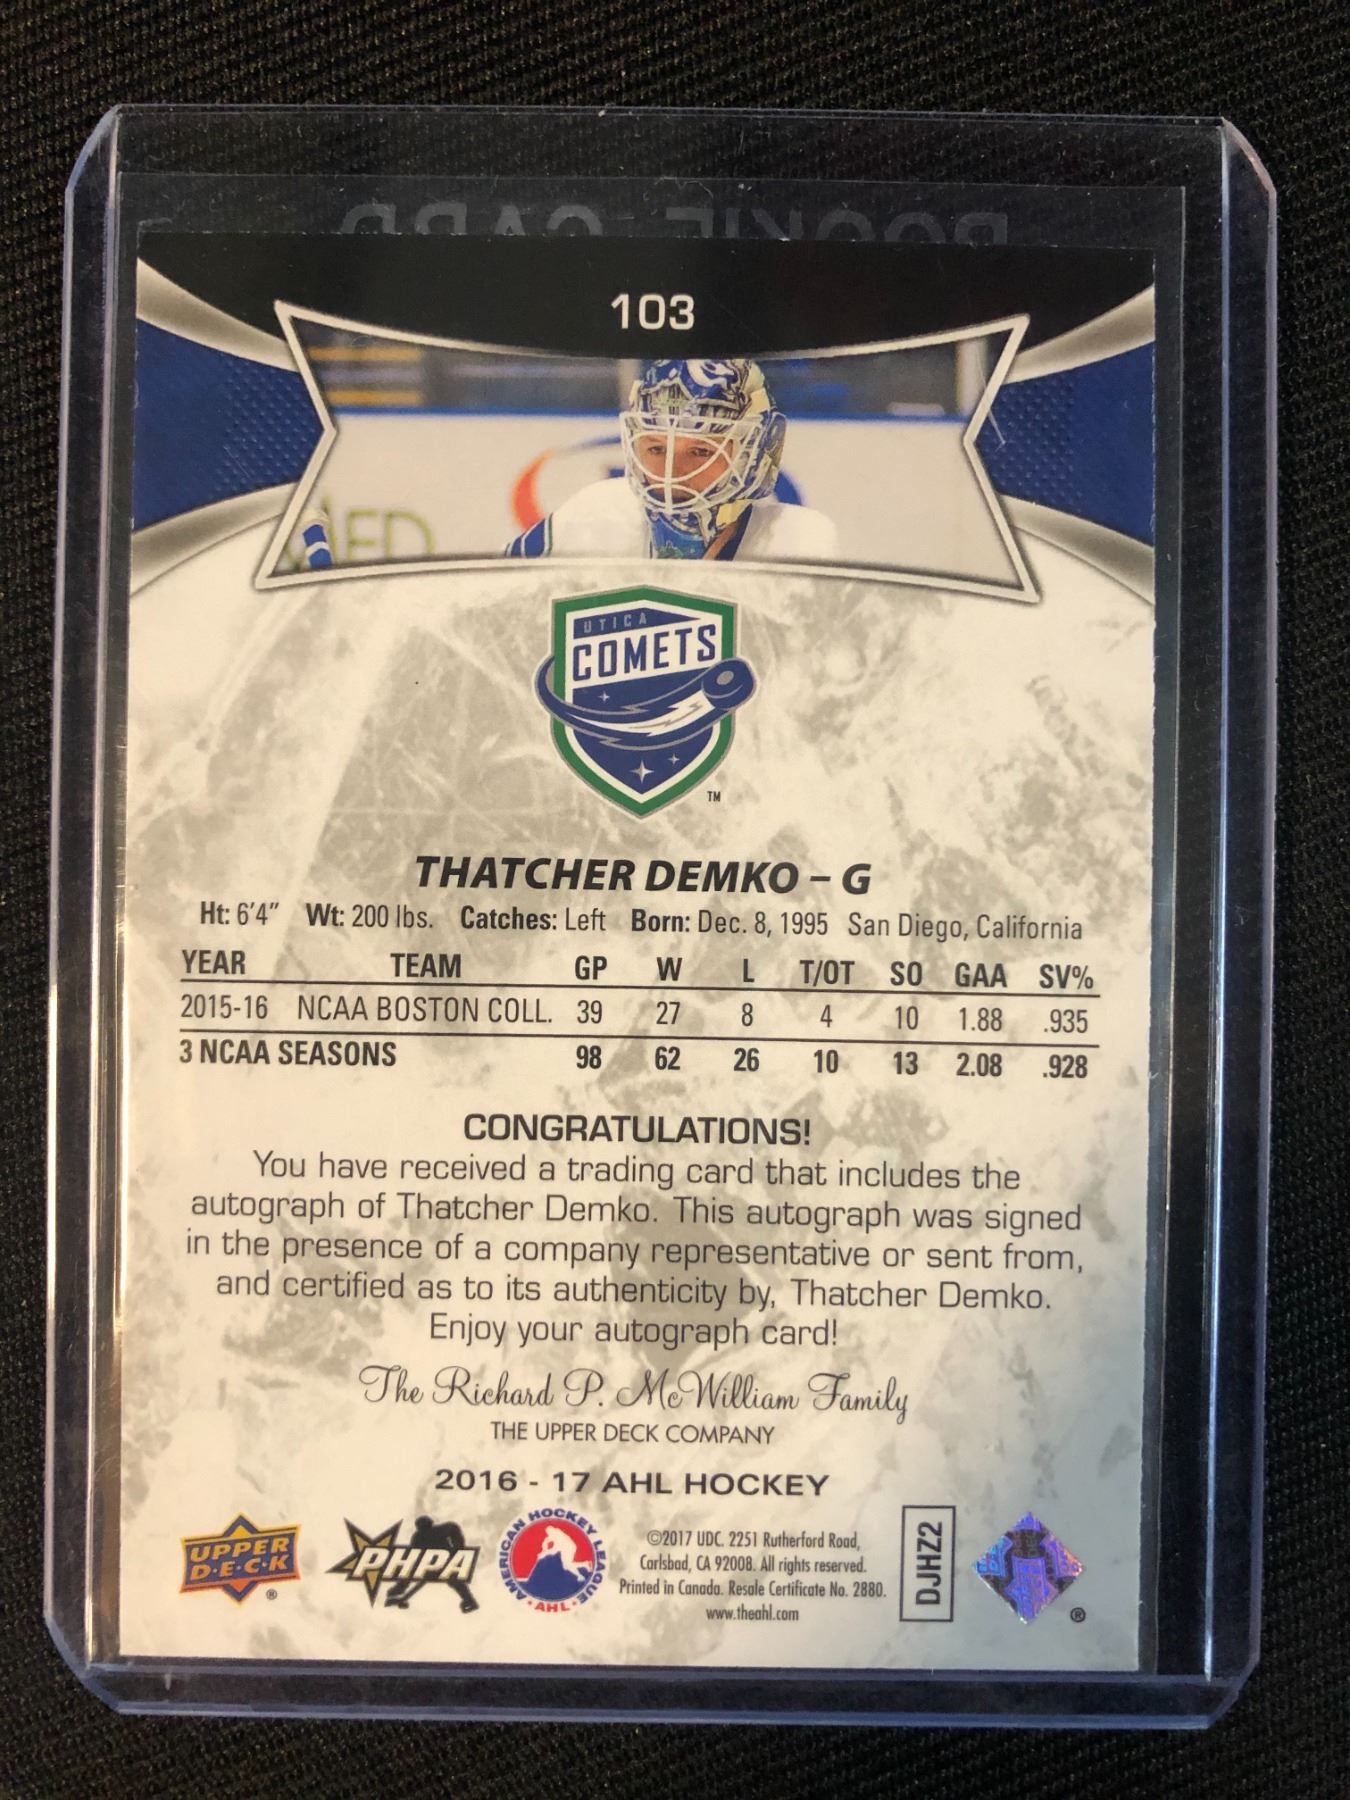 ROOKIE CARD
103
UTICA
COMETS
TM
THATCHER DEMKO – G
Ht: 6'4" Wt: 200 lbs. Catches: Left Born: Dec. 8, 1995 San Diego, California
YEAR TEAM GP W L T/OT SO GAA SV%
2015-16 NCAA BOSTON COLL. 39 27 8 4 10 1.88 .935
3 NCAA SEASONS 98 62 26 10 13 2.08 .928
CONGRATULATIONS!
You have received a trading card that includes the
autograph of Thatcher Demko. This autograph was signed
in the presence of a company representative or sent from,
and certified as to its authenticity by, Thatcher Demko.
Enjoy your autograph card!
The Richard P. McWilliam Family
THE UPPER DECK COMPANY
2016 - 17 AHL HOCKEY
UPPER
D·E·C·K
®
PHPA
AMERICAN HOCKEY LEAGUE
·AHL·
©2017 UDC. 2251 Rutherford Road,
Carlsbad, CA 92008. All rights reserved.
Printed in Canada. Resale Certificate No. 2880.
www.theahl.com
DJHZ2
®